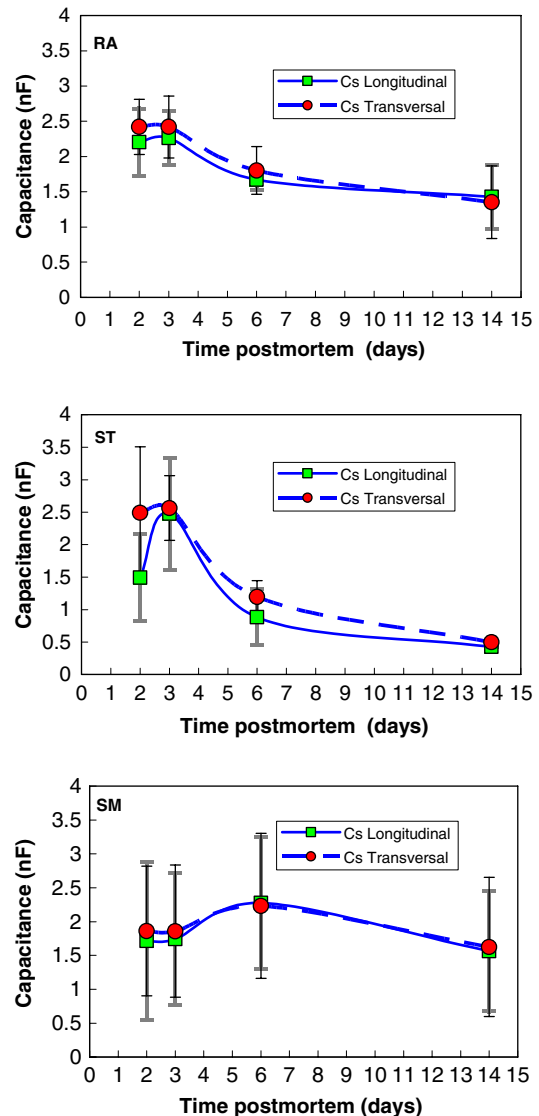 4
RA
3.5
3
Cs Longitudinal
2.5
Cs Transversal
2
1.5
1
0.5
0
Capacitance (nF)
0 1 2 3 4 5 6 7 8 9 10 11 12 13 14 15
Time postmortem (days)
4
ST
3.5
3
Cs Longitudinal
2.5
Cs Transversal
2
1.5
1
0.5
0
Capacitance (nF)
0 1 2 3 4 5 6 7 8 9 10 11 12 13 14 15
Time postmortem (days)
4
SM
3.5
3
Cs Longitudinal
2.5
Cs Transversal
2
1.5
1
0.5
0
Capacitance (nF)
0 1 2 3 4 5 6 7 8 9 10 11 12 13 14 15
Time postmortem (days)